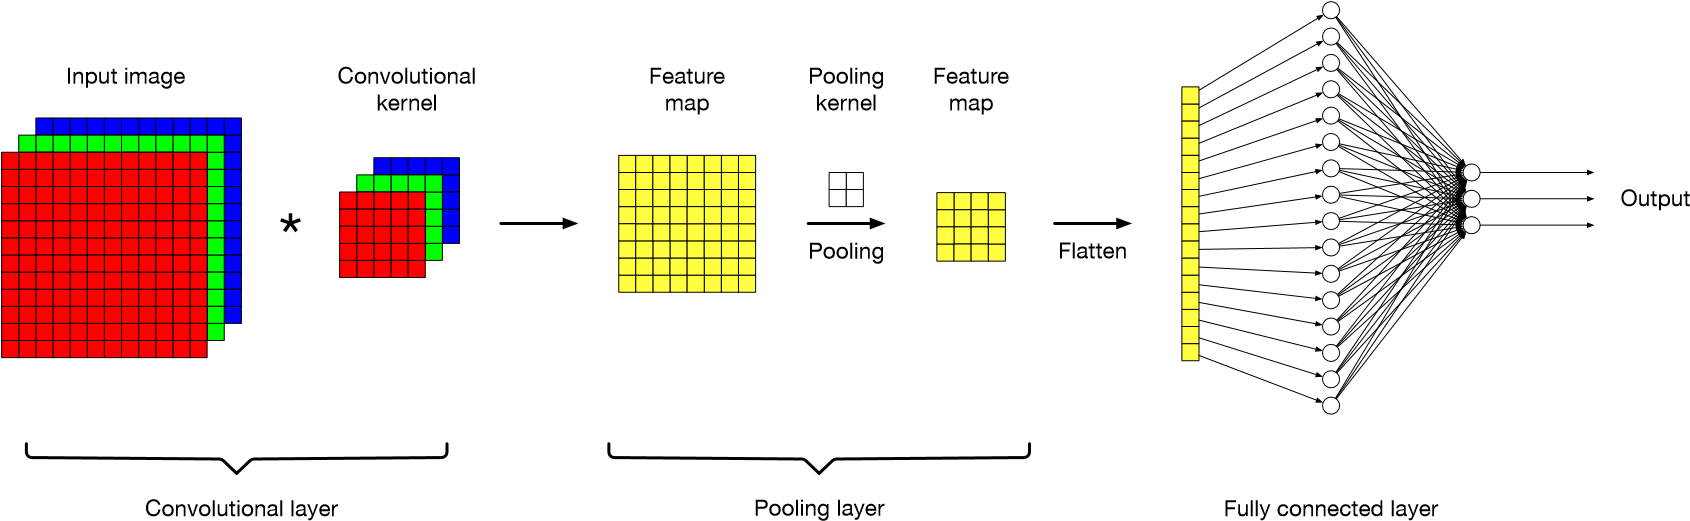 Input image
Convolutional
kernel
Feature
map
Pooling
kernel
Feature
map
*
Pooling
Flatten
Output
Convolutional layer
Pooling layer
Fully connected layer